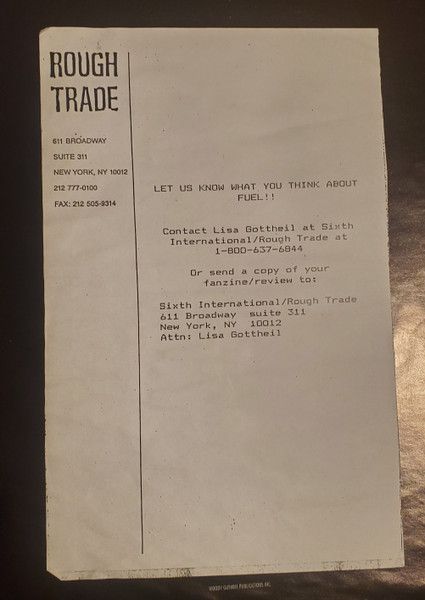 ROUGH
TRADE
611 BROADWAY
SUITE 311
NEW YORK, NY 10012
212 777-0100
FAX: 212 505-9314
LET US KNOW WHAT YOU THINK ABOUT
FUEL!!
Contact Lisa Gottheil at Sixth
International/Rough Trade at
1-800-637-6844
Or send a copy of your
fanzine/review to:
Sixth International/Rough Trade
611 Broadway suite 311
New York, NY 10012
Attn: Lisa Gottheil